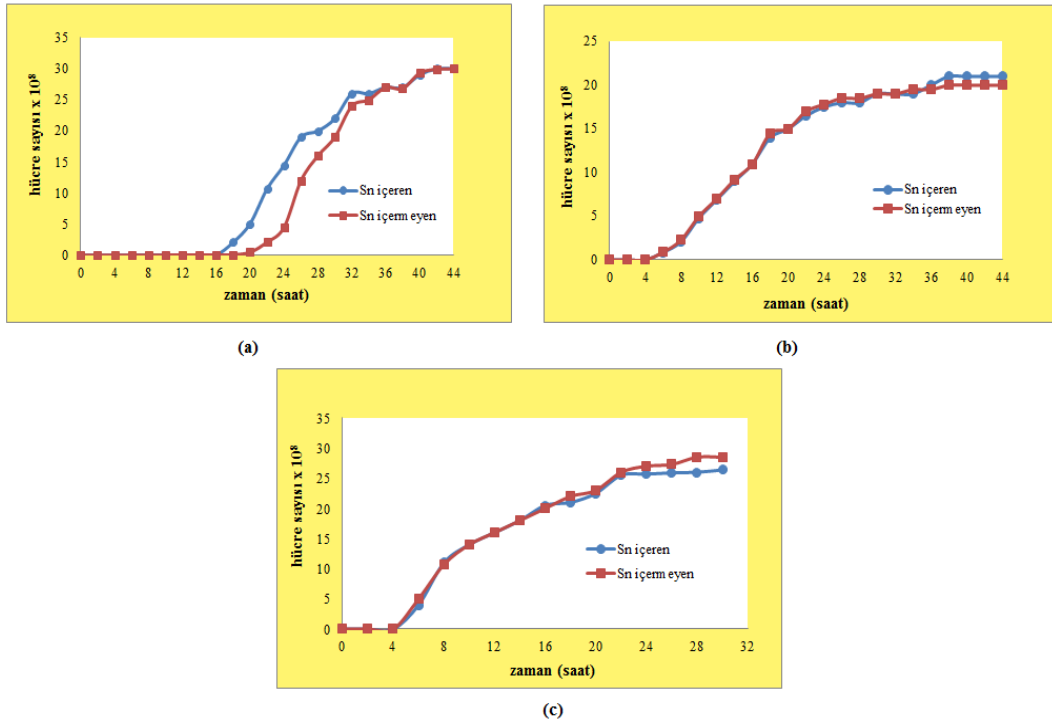 hücre sayısı x 10⁸
35
30
25
20
15
10
5
0
Sn içeren
Sn içerm eyen
0 4 8 12 16 20 24 28 32 36 40 44
zaman (saat)
(a)
hücre sayısı x 10⁸
25
20
15
10
5
0
Sn içeren
Sn içerm eyen
0 4 8 12 16 20 24 28 32 36 40 44
zaman (saat)
(b)
hücre sayısı x 10⁸
35
30
25
20
15
10
5
0
Sn içeren
Sn içerm eyen
0 4 8 12 16 20 24 28 32
zaman (saat)
(c)